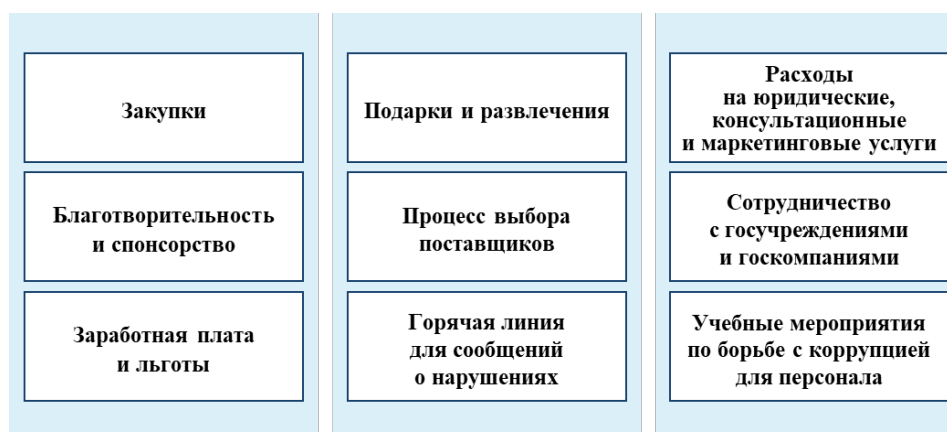 Закупки
Подарки и развлечения
Расходы
на юридические,
консультационные
и маркетинговые услуги
Благотворительность
и спонсорство
Процесс выбора
поставщиков
Сотрудничество
с госучреждениями
и госкомпаниями
Заработная плата
и льготы
Горячая линия
для сообщений
о нарушениях
Учебные мероприятия
по борьбе с коррупцией
для персонала